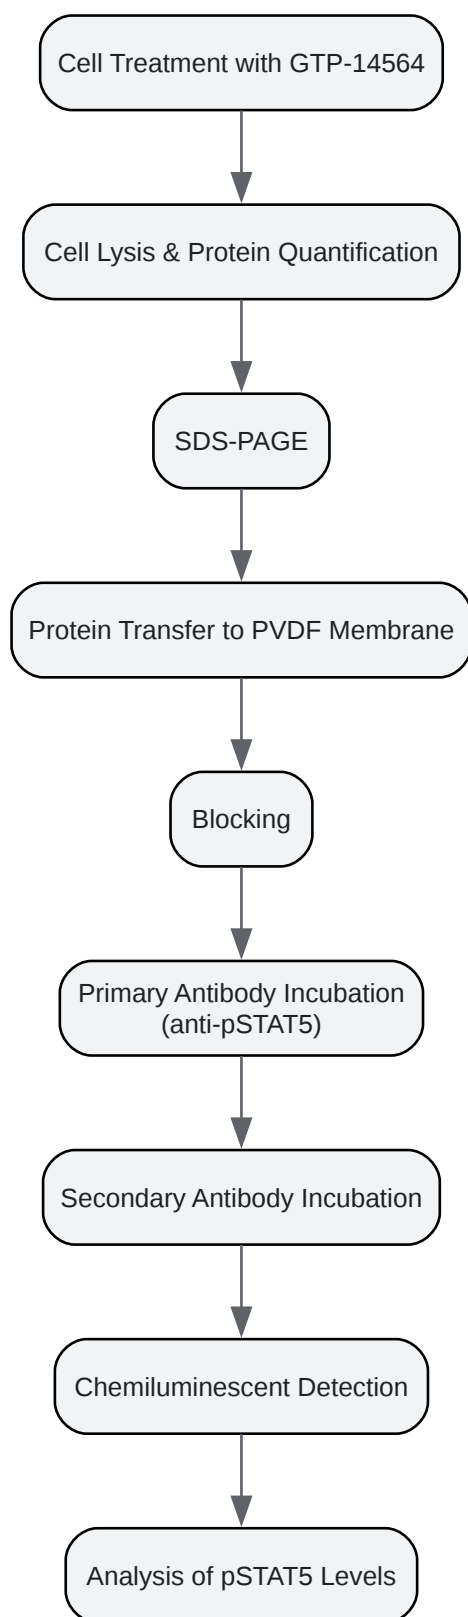 Cell Treatment with GTP-14564
Cell Lysis & Protein Quantification
SDS-PAGE
Protein Transfer to PVDF Membrane
Blocking
Primary Antibody Incubation
(anti-pSTAT5)
Secondary Antibody Incubation
Chemiluminescent Detection
Analysis of pSTAT5 Levels